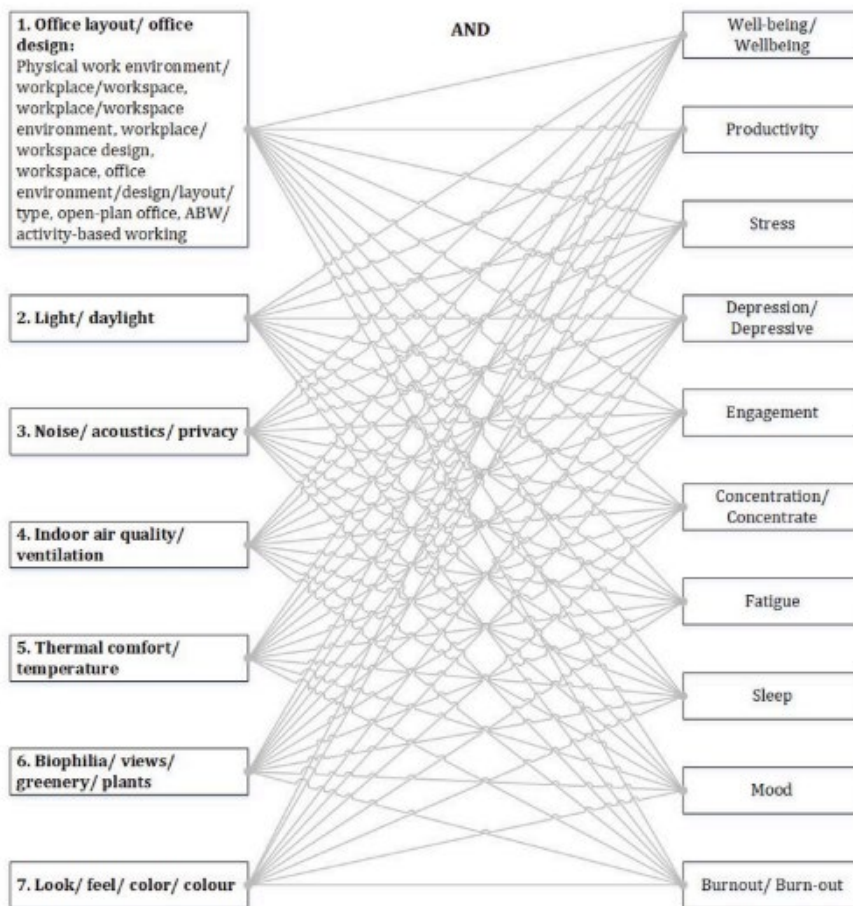 1. Office layout/ office
design:
Physical work environment/
workplace/workspace,
workplace/workspace
environment, workplace/
workspace design,
workspace, office
environment/design/layout/
type, open-plan office, ABW/
activity-based working
2. Light/ daylight
3. Noise/ acoustics/ privacy
4. Indoor air quality/
ventilation
5. Thermal comfort/
temperature
6. Biophilia/ views/
greenery/ plants
7. Look/ feel/ color/ colour
AND
Well-being/
Wellbeing
Productivity
Stress
Depression/
Depressive
Engagement
Concentration/
Concentrate
Fatigue
Sleep
Mood
Burnout/ Burn-out